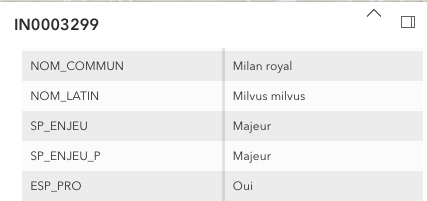 IN0003299
NOM_COMMUN Milan royal
NOM_LATIN Milvus milvus
SP_ENJEU Majeur
SP_ENJEU_P Majeur
ESP_PRO Oui